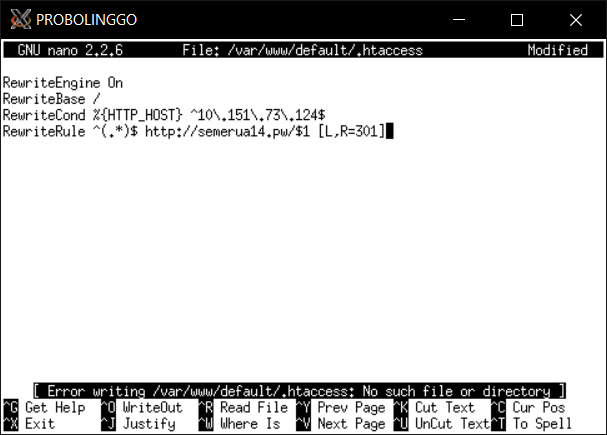 PROBOLINGGO
GNU nano 2.2.6 File: /var/www/default/.htaccess Modified
RewriteEngine On
RewriteBase /
RewriteCond %{HTTP_HOST} ^10\.151\.73\.124$
RewriteRule ^(.*)$ http://semerua14.pw/$1 [L,R=301]
[ Error writing /var/www/default/.htaccess: No such file or directory ]
^G Get Help ^O WriteOut ^R Read File ^Y Prev Page ^K Cut Text ^C Cur Pos
^X Exit ^J Justify ^W Where Is ^V Next Page ^U UnCut Text ^T To Spell